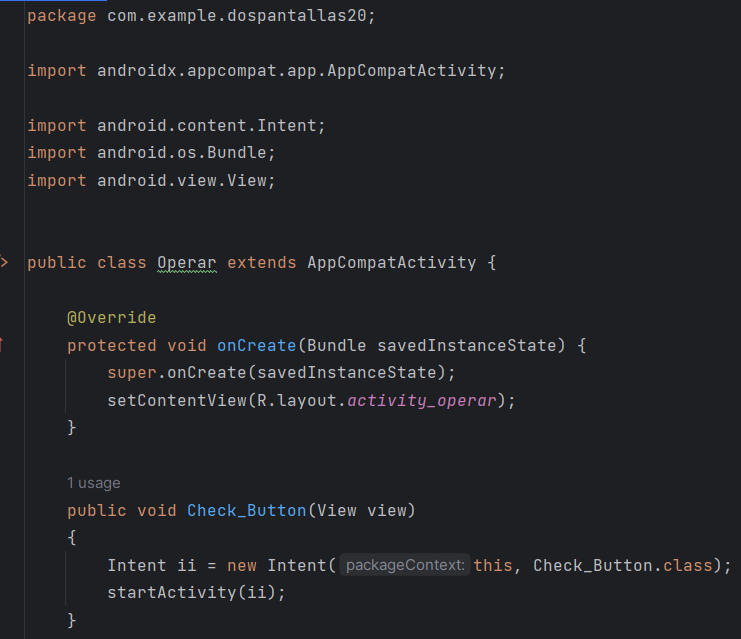 package com.example.dospantallas20;
import androidx.appcompat.app.AppCompatActivity;
import android.content.Intent;
import android.os.Bundle;
import android.view.View;
public class Operar extends AppCompatActivity {
@Override
protected void onCreate(Bundle savedInstanceState) {
super.onCreate(savedInstanceState);
setContentView(R.layout.activity_operar);
}
1 usage
public void Check_Button(View view)
{
Intent ii = new Intent( packageContext: this, Check_Button.class);
startActivity(ii);
}